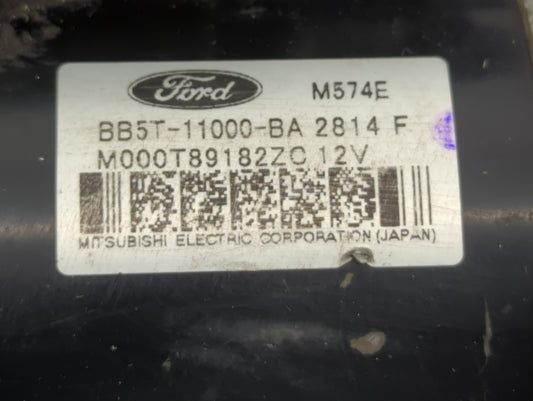 Ford M574E
BB5T-11000-BA 2814 F
M000T89182ZC 12V
MITSUBISHI ELECTRIC CORPORATION (JAPAN)